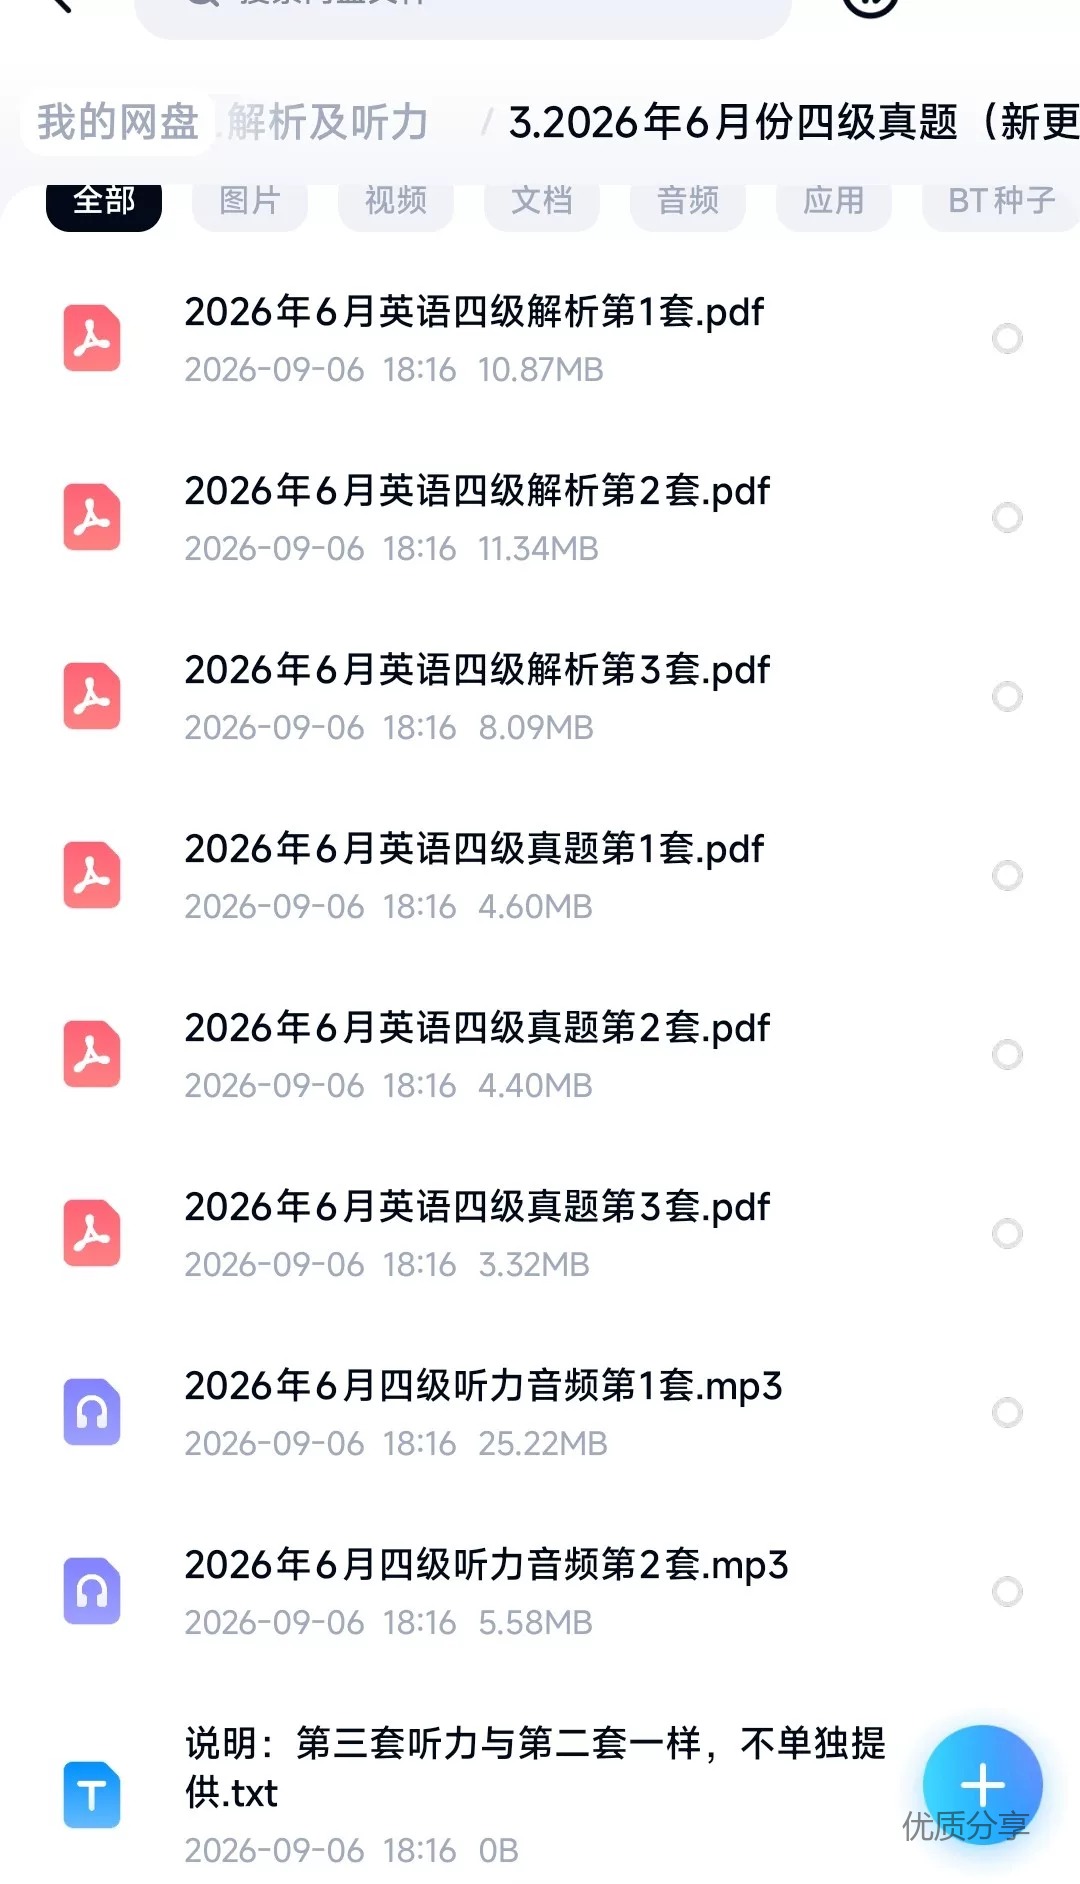 我的网盘 .解析及听力 / 3.2026年6月份四级真题（新更
全部 图片 视频 文档 音频 应用 BT种子
2026年6月英语四级解析第1套.pdf
2026-09-06 18:16 10.87MB
2026年6月英语四级解析第2套.pdf
2026-09-06 18:16 11.34MB
2026年6月英语四级解析第3套.pdf
2026-09-06 18:16 8.09MB
2026年6月英语四级真题第1套.pdf
2026-09-06 18:16 4.60MB
2026年6月英语四级真题第2套.pdf
2026-09-06 18:16 4.40MB
2026年6月英语四级真题第3套.pdf
2026-09-06 18:16 3.32MB
2026年6月四级听力音频第1套.mp3
2026-09-06 18:16 25.22MB
2026年6月四级听力音频第2套.mp3
2026-09-06 18:16 5.58MB
说明：第三套听力与第二套一样，不单独提
供.txt
2026-09-06 18:16 0B
优质分享